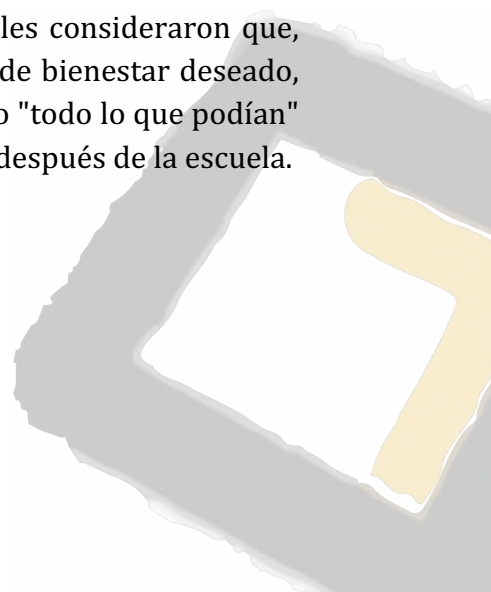 les consideraron que,
de bienestar deseado,
o "todo lo que podían"
después de la escuela.